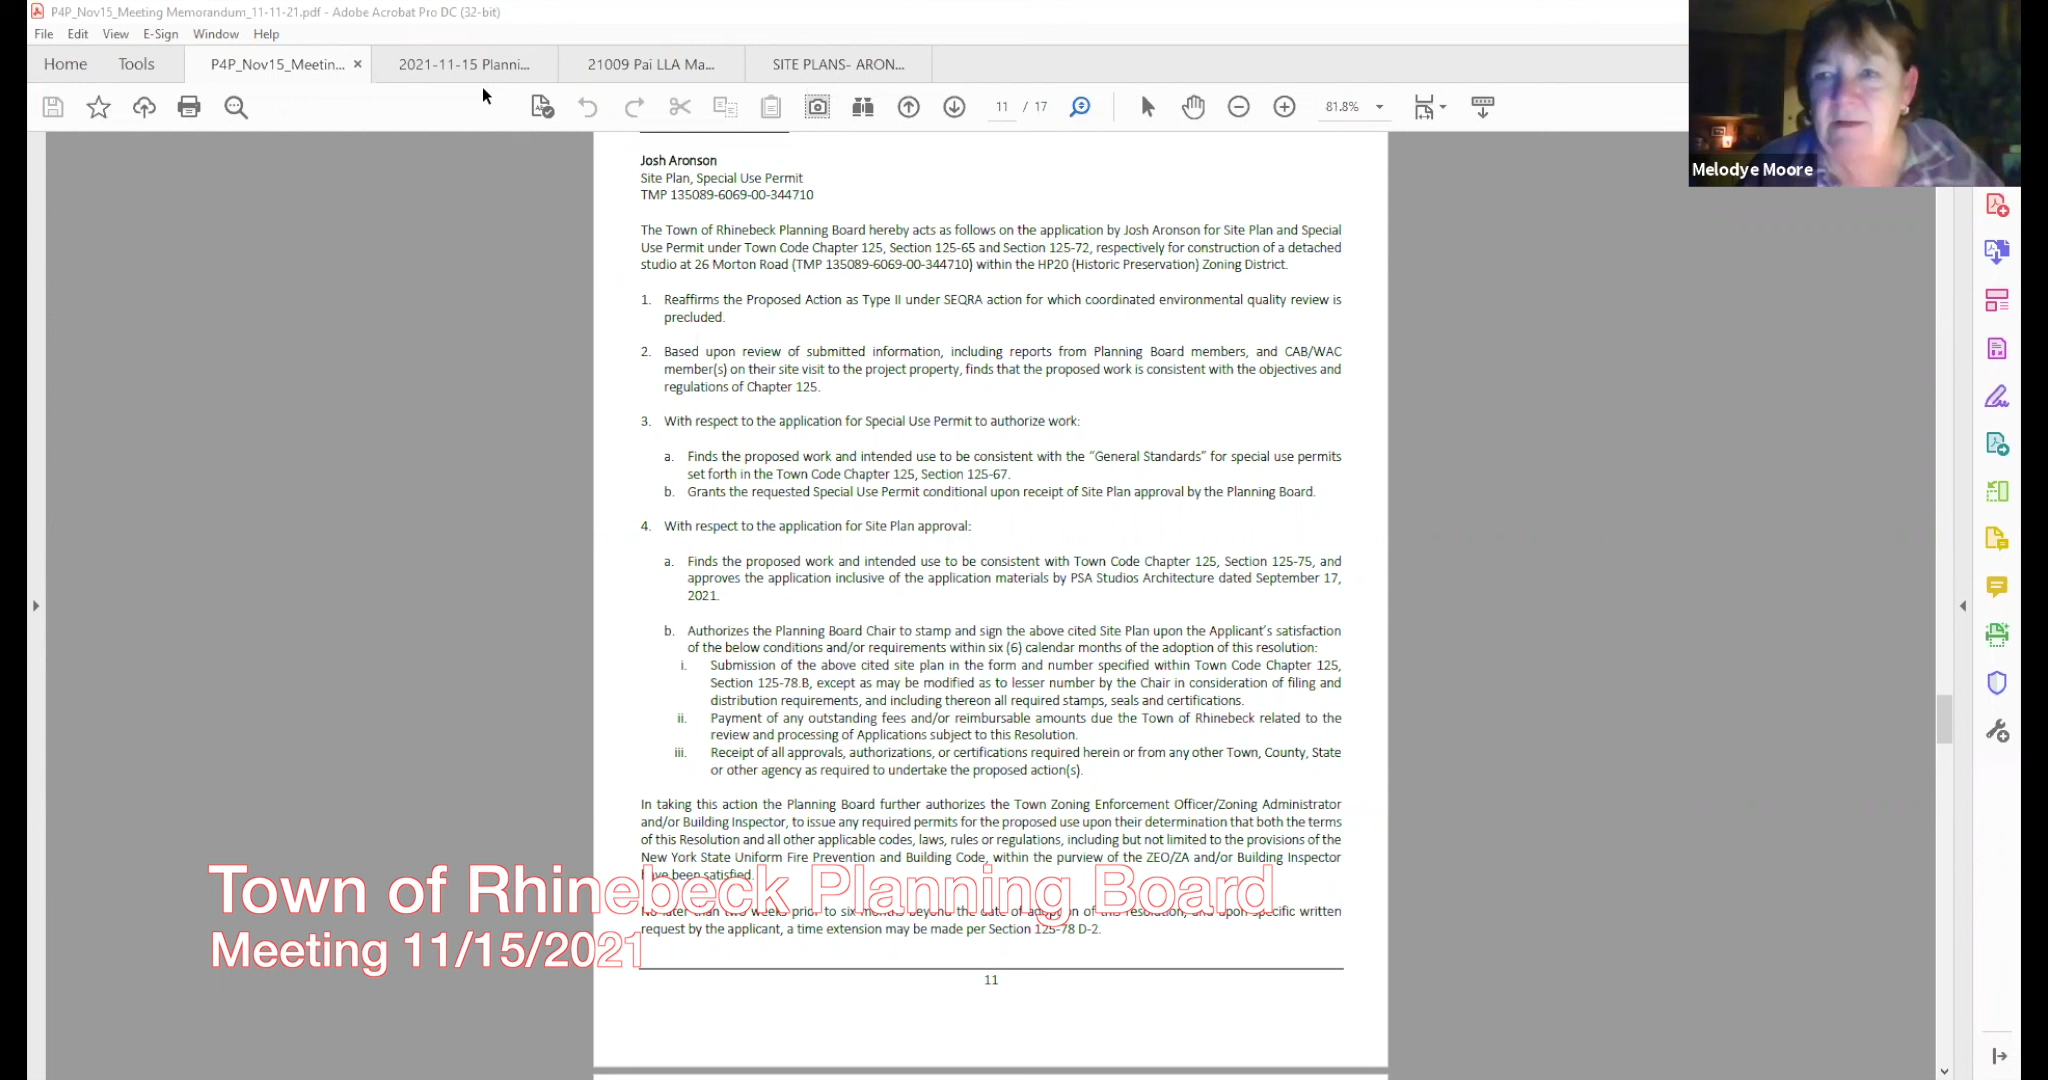 P4P_Nov15_Meeting Memorandum_11-11-21.pdf - Adobe Acrobat Pro DC (32-bit)
File Edit View E-Sign Window Help
Home Tools P4P_Nov15_Meetin... × 2021-11-15 Planni... 21009 Pai LLA Ma... SITE PLANS- ARON...
11 / 17 81.8%
Melodye Moore
Josh Aronson
Site Plan, Special Use Permit
TMP 135089-6069-00-344710
The Town of Rhinebeck Planning Board hereby acts as follows on the application by Josh Aronson for Site Plan and Special
Use Permit under Town Code Chapter 125, Section 125-65 and Section 125-72, respectively for construction of a detached
studio at 26 Morton Road (TMP 135089-6069-00-344710) within the HP20 (Historic Preservation) Zoning District.
1. Reaffirms the Proposed Action as Type II under SEQRA action for which coordinated environmental quality review is
precluded.
2. Based upon review of submitted information, including reports from Planning Board members, and CAB/WAC
member(s) on their site visit to the project property, finds that the proposed work is consistent with the objectives and
regulations of Chapter 125.
3. With respect to the application for Special Use Permit to authorize work:
a. Finds the proposed work and intended use to be consistent with the “General Standards” for special use permits
set forth in the Town Code Chapter 125, Section 125-67.
b. Grants the requested Special Use Permit conditional upon receipt of Site Plan approval by the Planning Board.
4. With respect to the application for Site Plan approval:
a. Finds the proposed work and intended use to be consistent with Town Code Chapter 125, Section 125-75, and
approves the application inclusive of the application materials by PSA Studios Architecture dated September 17,
2021.
b. Authorizes the Planning Board Chair to stamp and sign the above cited Site Plan upon the Applicant’s satisfaction
of the below conditions and/or requirements within six (6) calendar months of the adoption of this resolution:
i. Submission of the above cited site plan in the form and number specified within Town Code Chapter 125,
Section 125-78.B, except as may be modified as to lesser number by the Chair in consideration of filing and
distribution requirements, and including thereon all required stamps, seals and certifications.
ii. Payment of any outstanding fees and/or reimbursable amounts due the Town of Rhinebeck related to the
review and processing of Applications subject to this Resolution.
iii. Receipt of all approvals, authorizations, or certifications required herein or from any other Town, County, State
or other agency as required to undertake the proposed action(s).
In taking this action the Planning Board further authorizes the Town Zoning Enforcement Officer/Zoning Administrator
and/or Building Inspector, to issue any required permits for the proposed use upon their determination that both the terms
of this Resolution and all other applicable codes, laws, rules or regulations, including but not limited to the provisions of the
New York State Uniform Fire Prevention and Building Code, within the purview of the ZEO/ZA and/or Building Inspector
have been satisfied.
Town of Rhinebeck Planning Board
No later than two weeks prior to six months beyond the date of adoption of this resolution, and upon specific written
request by the applicant, a time extension may be made per Section 125-78 D-2.
Meeting 11/15/2021
11